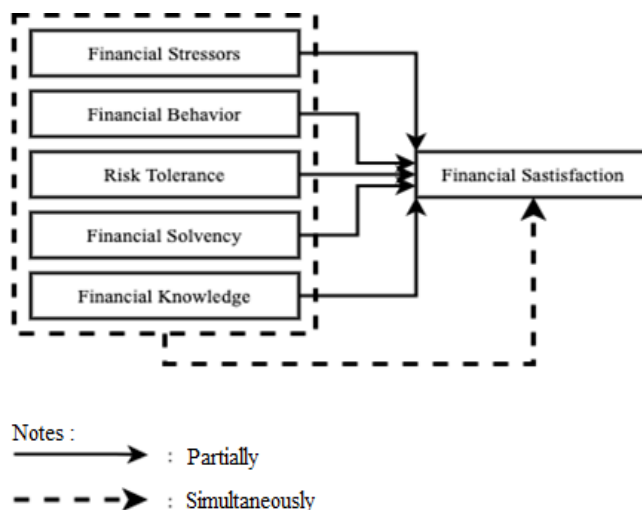 Financial Stressors
Financial Behavior
Risk Tolerance
Financial Sastisfaction
Financial Solvency
Financial Knowledge
Notes :
: Partially
: Simultaneously